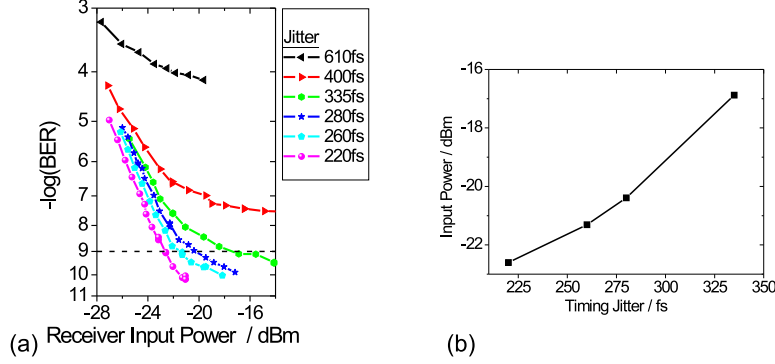 3
4
5
6
7
8
9
10
11
-log(BER)
-28
-24
-20
-16
Receiver Input Power / dBm
Jitter
610fs
400fs
335fs
280fs
260fs
220fs
(a)
-16
-18
-20
-22
Input Power / dBm
225
250
275
300
325
350
Timing Jitter / fs
(b)